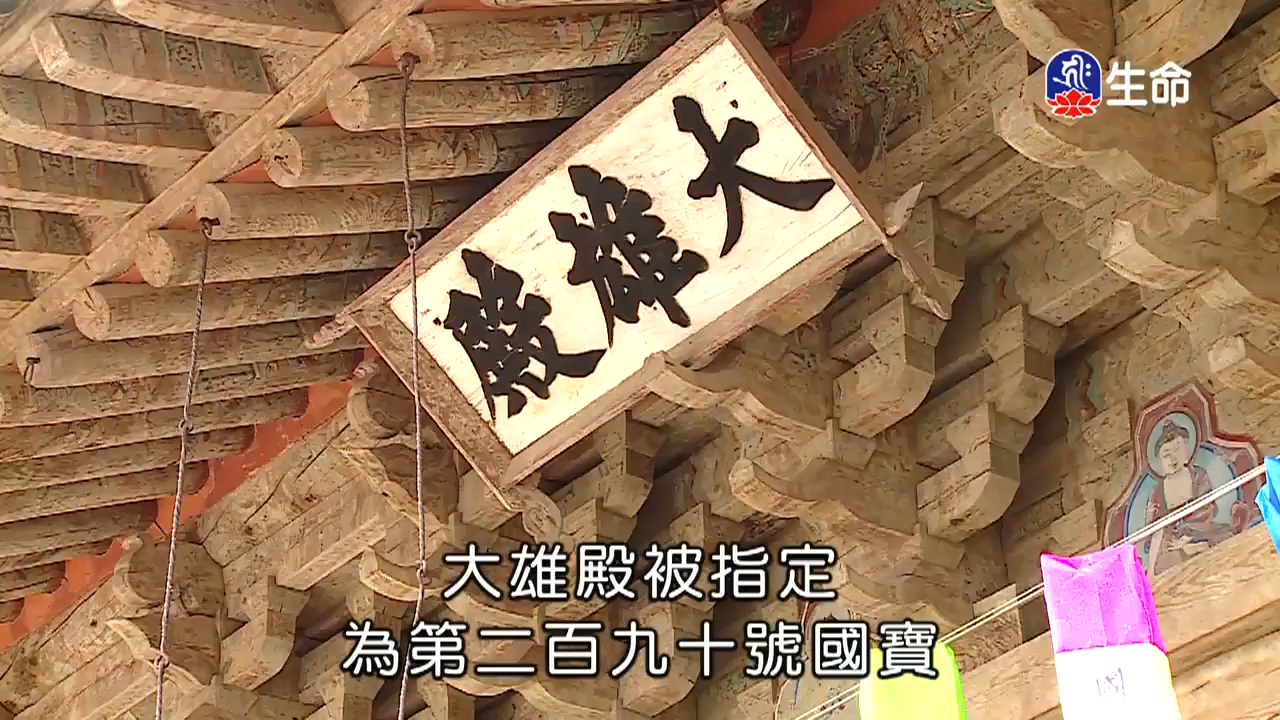 生命
大雄殿
大雄殿被指定
為第二百九十號國寶
國